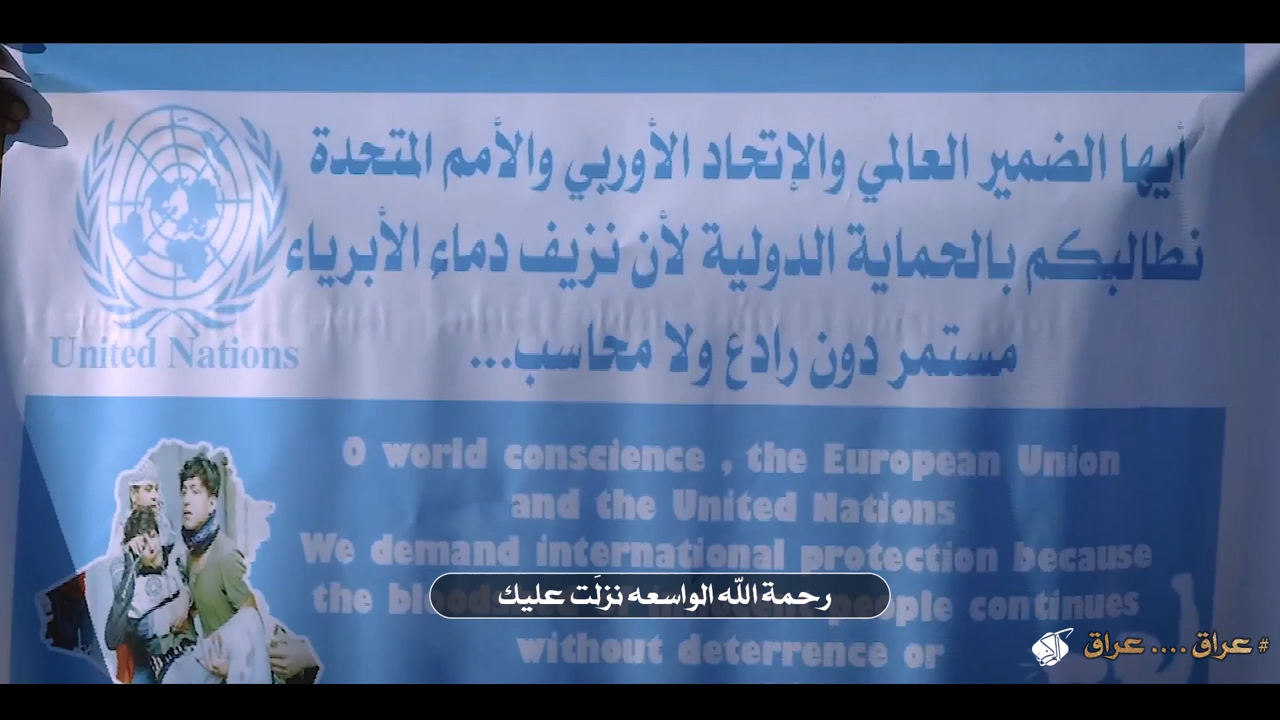 أيها الضمير العالمي والإتحاد الأوربي والأمم المتحدة
نطالبكم بالحماية الدولية لأن نزيف دماء الأبرياء
مستمر دون رادع ولا محاسب...
United Nations
O world conscience , the European Union
and the United Nations
We demand international protection because
the people continues
without deterrence or
رحمة الله الواسعه نزلَت عليك
# عراق .... عراق